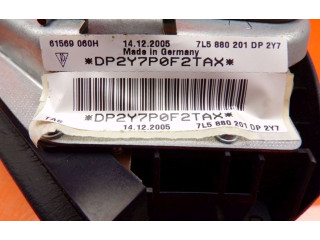 61569 060H 14.12.2005 7L5 880 201 DP 2Y7
Made in Germany
*DP2Y7P0F2TAX*
*DP2Y7P0F2TAX*
TAS 14.12.2005 7L5 880 201 DP 2Y7